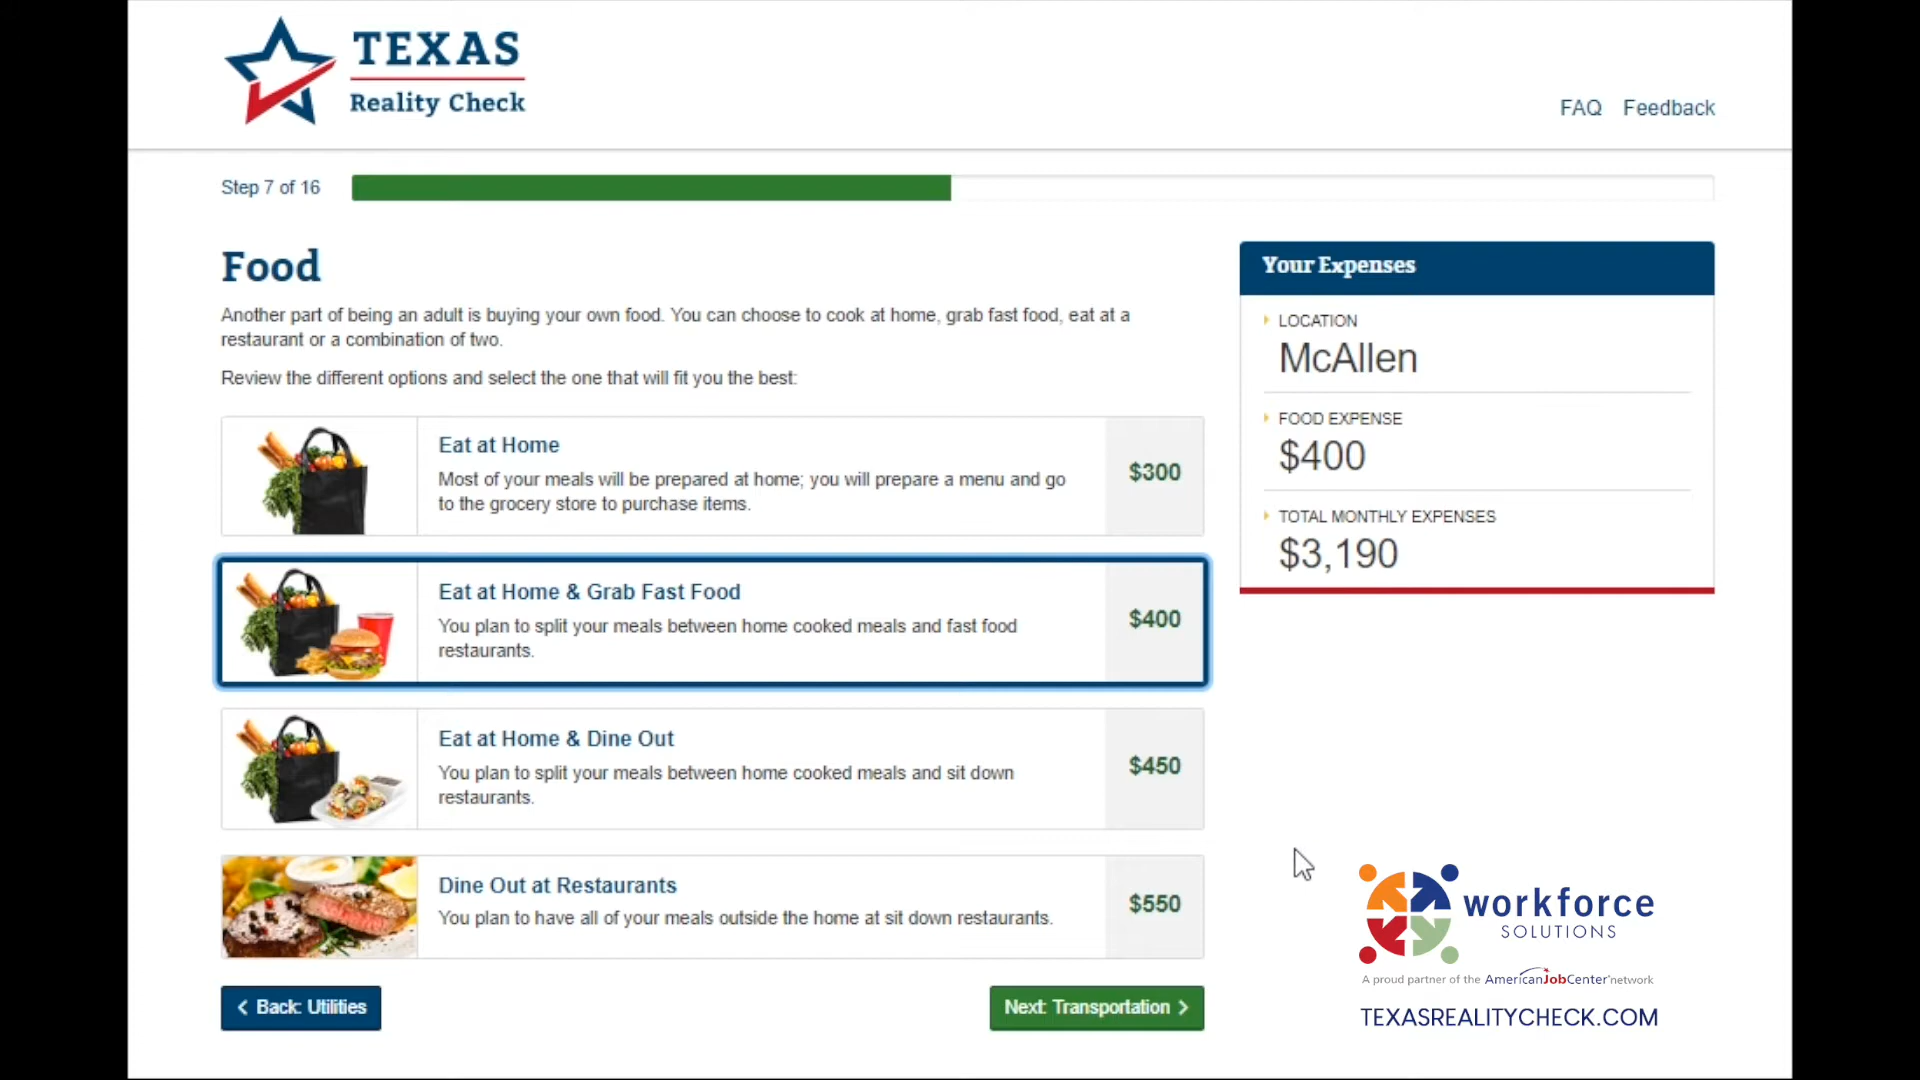 TEXAS
Reality Check
FAQ Feedback
Step 7 of 16
Food
Another part of being an adult is buying your own food. You can choose to cook at home, grab fast food, eat at a
restaurant or a combination of two.
Review the different options and select the one that will fit you the best:
Eat at Home
Most of your meals will be prepared at home; you will prepare a menu and go
to the grocery store to purchase items.
$300
Eat at Home & Grab Fast Food
You plan to split your meals between home cooked meals and fast food
restaurants.
$400
Eat at Home & Dine Out
You plan to split your meals between home cooked meals and sit down
restaurants.
$450
Dine Out at Restaurants
You plan to have all of your meals outside the home at sit down restaurants.
$550
Back: Utilities
Next: Transportation
Your Expenses
LOCATION
McAllen
FOOD EXPENSE
$400
TOTAL MONTHLY EXPENSES
$3,190
workforce
SOLUTIONS
A proud partner of the AmericanJobCenter network
TEXASREALITYCHECK.COM